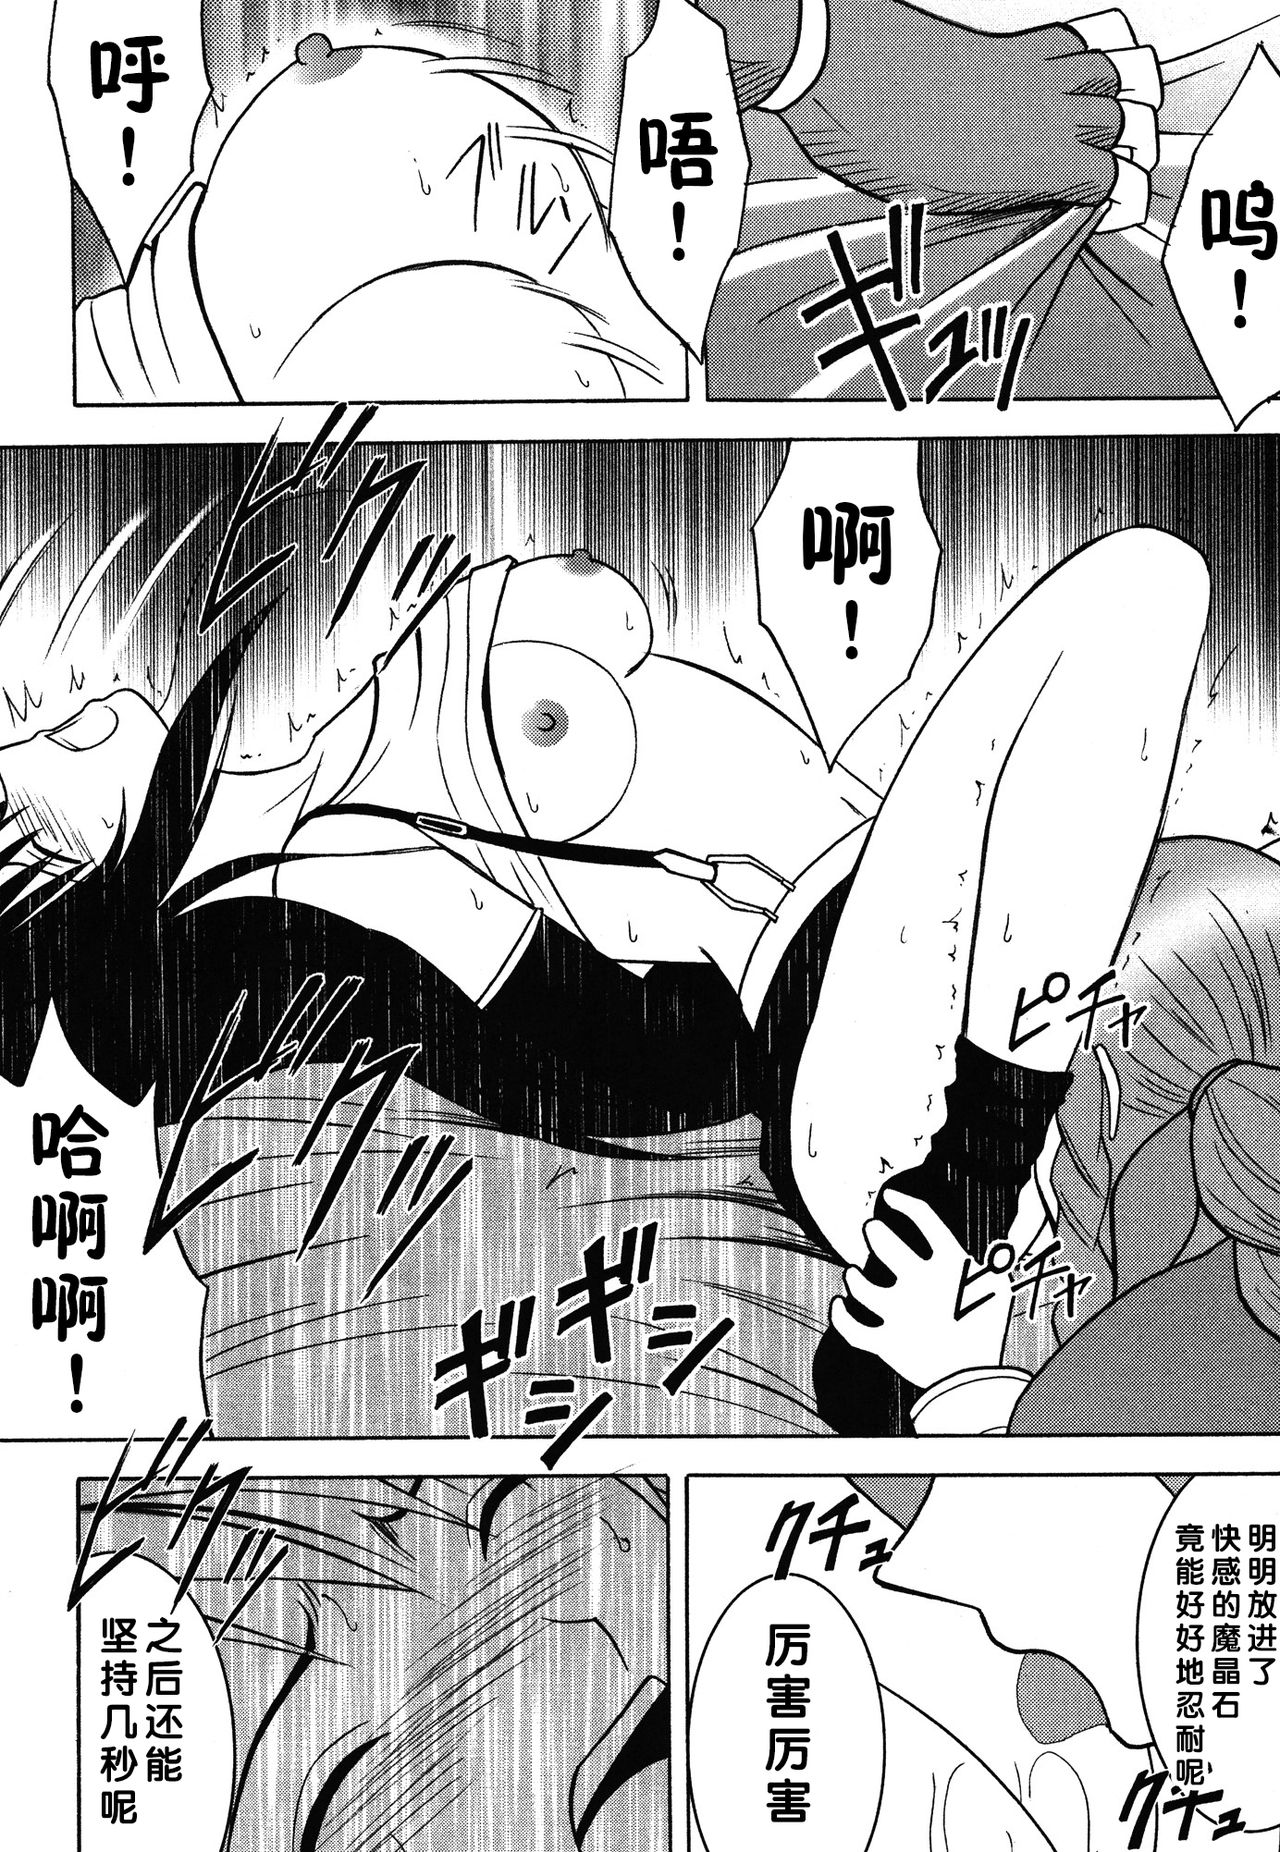 呜！
ギュッ
唔！
ブルン
呼！
啊！
ビクッ
ピチャ
ピチャ
ビクッ
ギシ
ギシ
哈啊啊！
明明放进了
快感的魔晶石
竟能好好地忍耐呢
クチュ
クチュ
厉害厉害
ビクッ
之后还能
坚持几秒呢